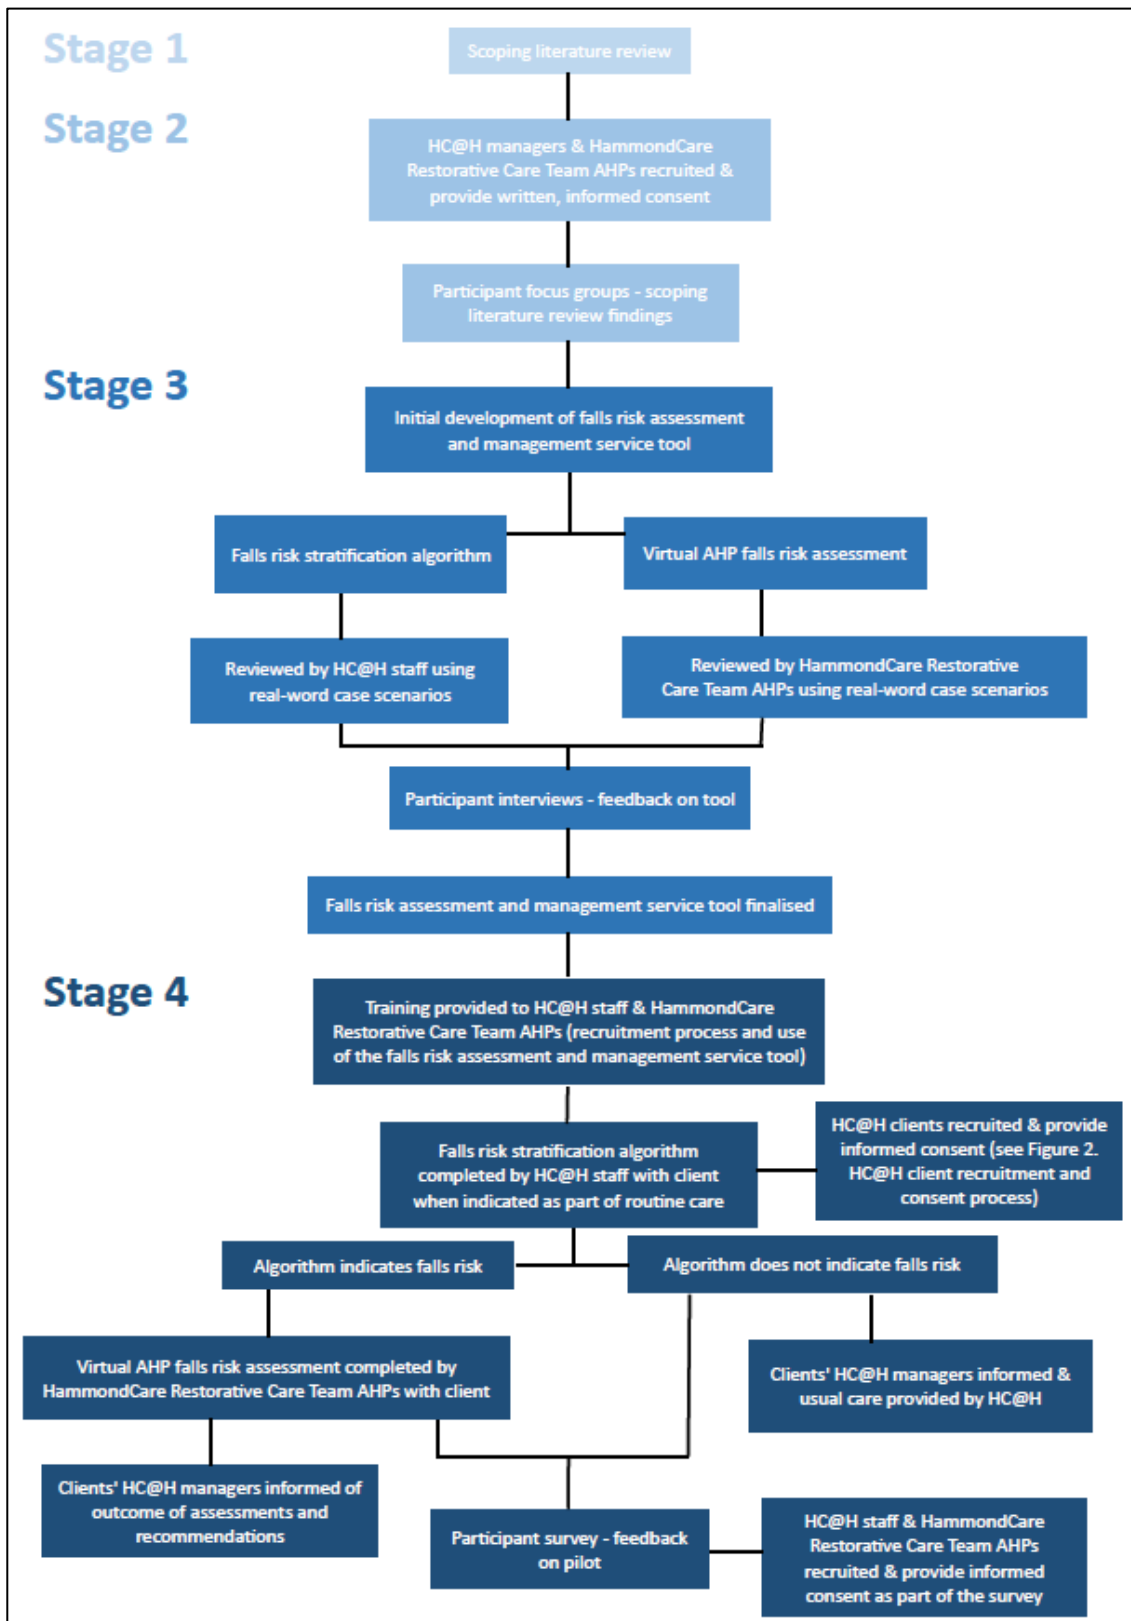 Stage 1
Scoping literature review
Stage 2
HC@H managers & HammondCare
Restorative Care Team AHPs recruited &
provide written, informed consent
Participant focus groups - scoping
literature review findings
Stage 3
Initial development of falls risk assessment
and management service tool
Falls risk stratification algorithm
Virtual AHP falls risk assessment
Reviewed by HC@H staff using
real-word case scenarios
Reviewed by HammondCare Restorative
Care Team AHPs using real-word case scenarios
Participant interviews - feedback on tool
Falls risk assessment and management service tool finalised
Stage 4
Training provided to HC@H staff & HammondCare
Restorative Care Team AHPs (recruitment process and use
of the falls risk assessment and management service tool)
Falls risk stratification algorithm
completed by HC@H staff with client
when indicated as part of routine care
HC@H clients recruited & provide
informed consent (see Figure 2.
HC@H client recruitment and
consent process)
Algorithm indicates falls risk
Algorithm does not indicate falls risk
Virtual AHP falls risk assessment completed by
HammondCare Restorative Care Team AHPs with client
Clients' HC@H managers informed &
usual care provided by HC@H
Clients' HC@H managers informed of
outcome of assessments and
recommendations
Participant survey - feedback
on pilot
HC@H staff & HammondCare
Restorative Care Team AHPs
recruited & provide informed
consent as part of the survey